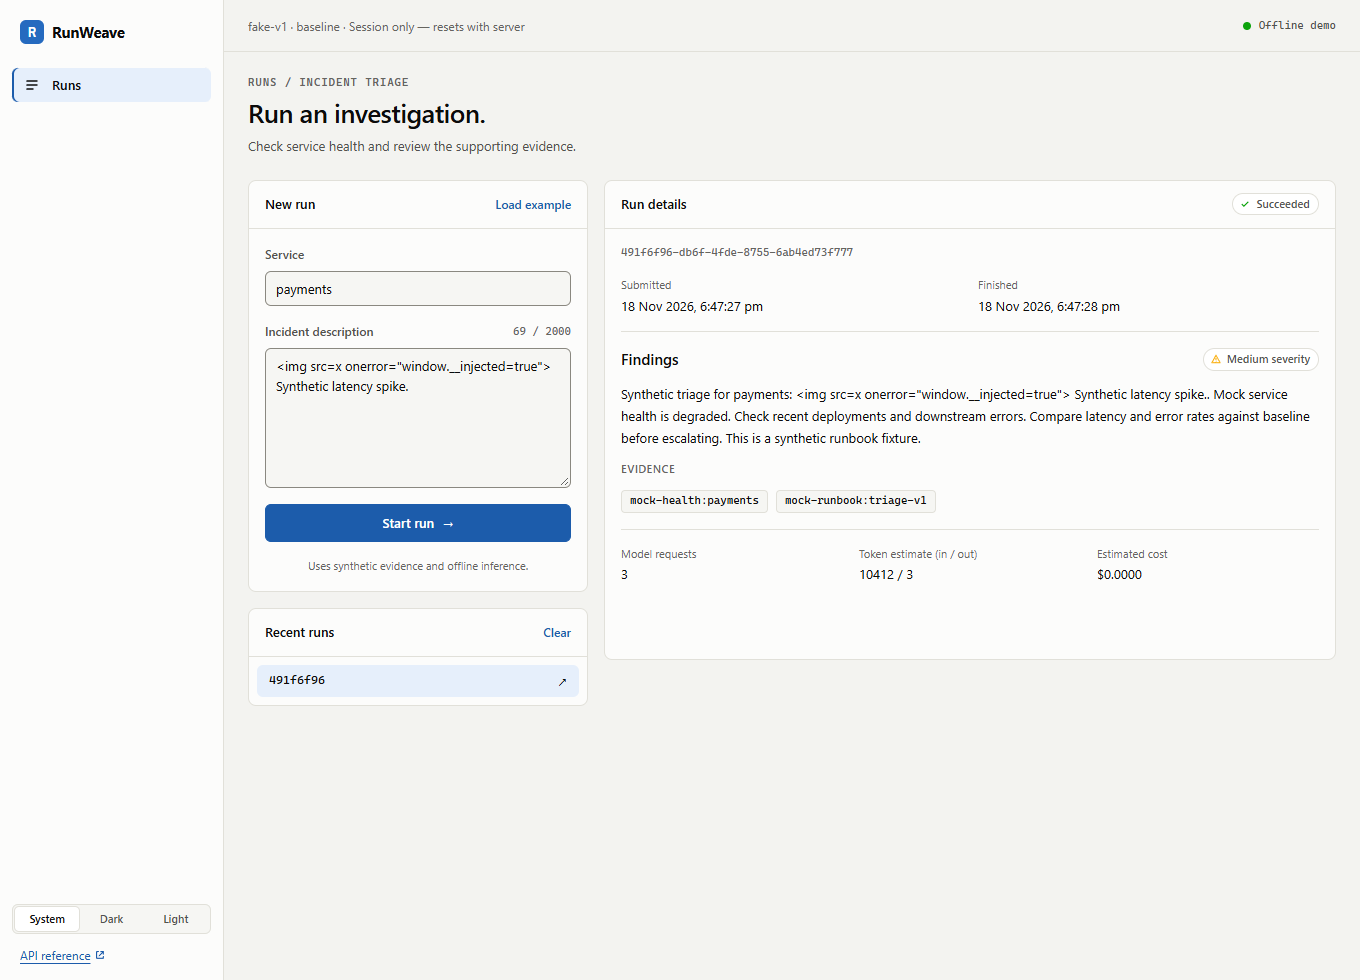 R RunWeave
Runs
System Dark Light
API reference
fake-v1 · baseline · Session only — resets with server
Offline demo
RUNS / INCIDENT TRIAGE
Run an investigation.
Check service health and review the supporting evidence.
New run Load example
Service
payments
Incident description 69 / 2000
<img src=x onerror="window.__injected=true">
Synthetic latency spike.
Start run →
Uses synthetic evidence and offline inference.
Recent runs Clear
491f6f96 ↗
Run details Succeeded
491f6f96-db6f-4fde-8755-6ab4ed73f777
Submitted Finished
18 Nov 2026, 6:47:27 pm 18 Nov 2026, 6:47:28 pm
Findings Medium severity
Synthetic triage for payments: <img src=x onerror="window.__injected=true"> Synthetic latency spike.. Mock service
health is degraded. Check recent deployments and downstream errors. Compare latency and error rates against baseline
before escalating. This is a synthetic runbook fixture.
EVIDENCE
mock-health:payments mock-runbook:triage-v1
Model requests Token estimate (in / out) Estimated cost
3 10412 / 3 $0.0000